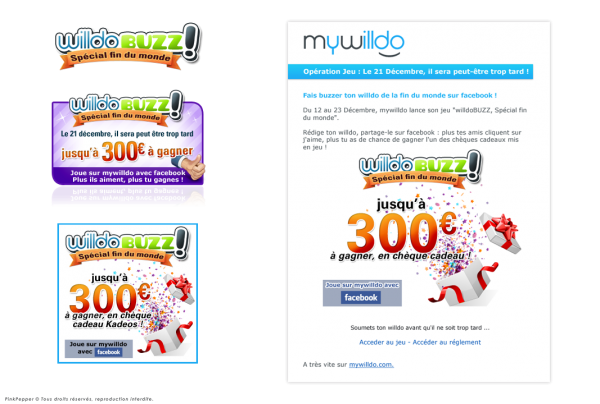 willdo BUZZ!
Spécial fin du monde
willdo BUZZ!
Spécial fin du monde
Le 21 décembre, il sera peut être trop tard
jusqu'à 300€ à gagner
Joue sur mywilldo avec facebook
Plus ils aiment, plus tu gagnes !
willdo BUZZ!
Spécial fin du monde
jusqu'à
300€
à gagner, en chèque
cadeau Kadeos !
Joue sur mywilldo
avec facebook
mywilldo
Opération Jeu : Le 21 Décembre, il sera peut-être trop tard !
Fais buzzer ton willdo de la fin du monde sur facebook !
Du 12 au 23 Décembre, mywilldo lance son jeu "willdoBUZZ, Spécial fin
du monde".
Rédige ton willdo, partage-le sur facebook : plus tes amis cliquent sur
j'aime, plus tu as de chance de gagner l'un des chèques cadeaux mis
en jeu !
willdo BUZZ!
Spécial fin du monde
jusqu'à
300€
à gagner, en chèque cadeau !
Joue sur mywilldo avec
facebook
Soumets ton willdo avant qu'il ne soit trop tard ...
Acceder au jeu - Accéder au réglement
A très vite sur mywilldo.com.
PinkPepper © Tous droits réservés, reproduction interdite.